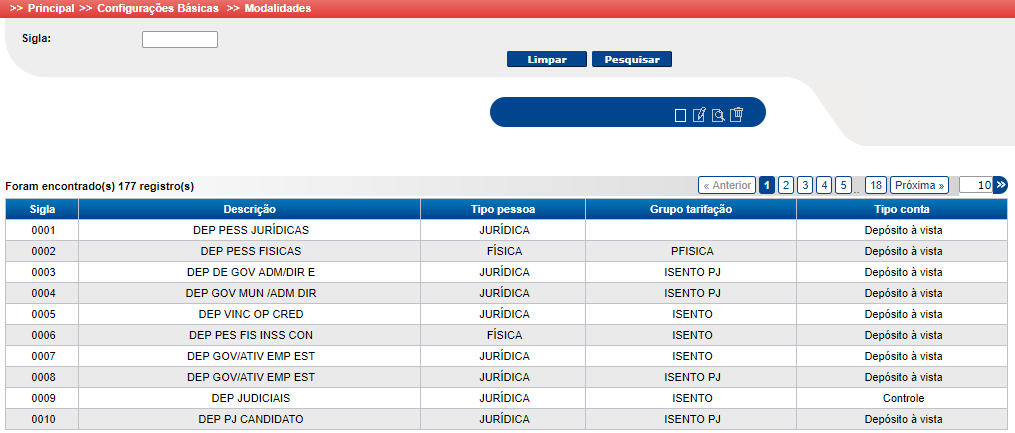 >> Principal >> Configurações Básicas >> Modalidades
Sigla:
Limpar Pesquisar
Foram encontrado(s) 177 registro(s) « Anterior 1 2 3 4 5 .. 18 Próxima » 10 »
Sigla Descrição Tipo pessoa Grupo tarifação Tipo conta
0001 DEP PESS JURÍDICAS JURÍDICA Depósito à vista
0002 DEP PESS FISICAS FÍSICA PFISICA Depósito à vista
0003 DEP DE GOV ADM/DIR E JURÍDICA ISENTO PJ Depósito à vista
0004 DEP GOV MUN /ADM DIR JURÍDICA ISENTO PJ Depósito à vista
0005 DEP VINC OP CRED JURÍDICA ISENTO Depósito à vista
0006 DEP PES FIS INSS CON FÍSICA ISENTO Depósito à vista
0007 DEP GOV/ATIV EMP EST JURÍDICA ISENTO Depósito à vista
0008 DEP GOV/ATIV EMP EST JURÍDICA ISENTO PJ Depósito à vista
0009 DEP JUDICIAIS JURÍDICA ISENTO Controle
0010 DEP PJ CANDIDATO JURÍDICA ISENTO PJ Depósito à vista